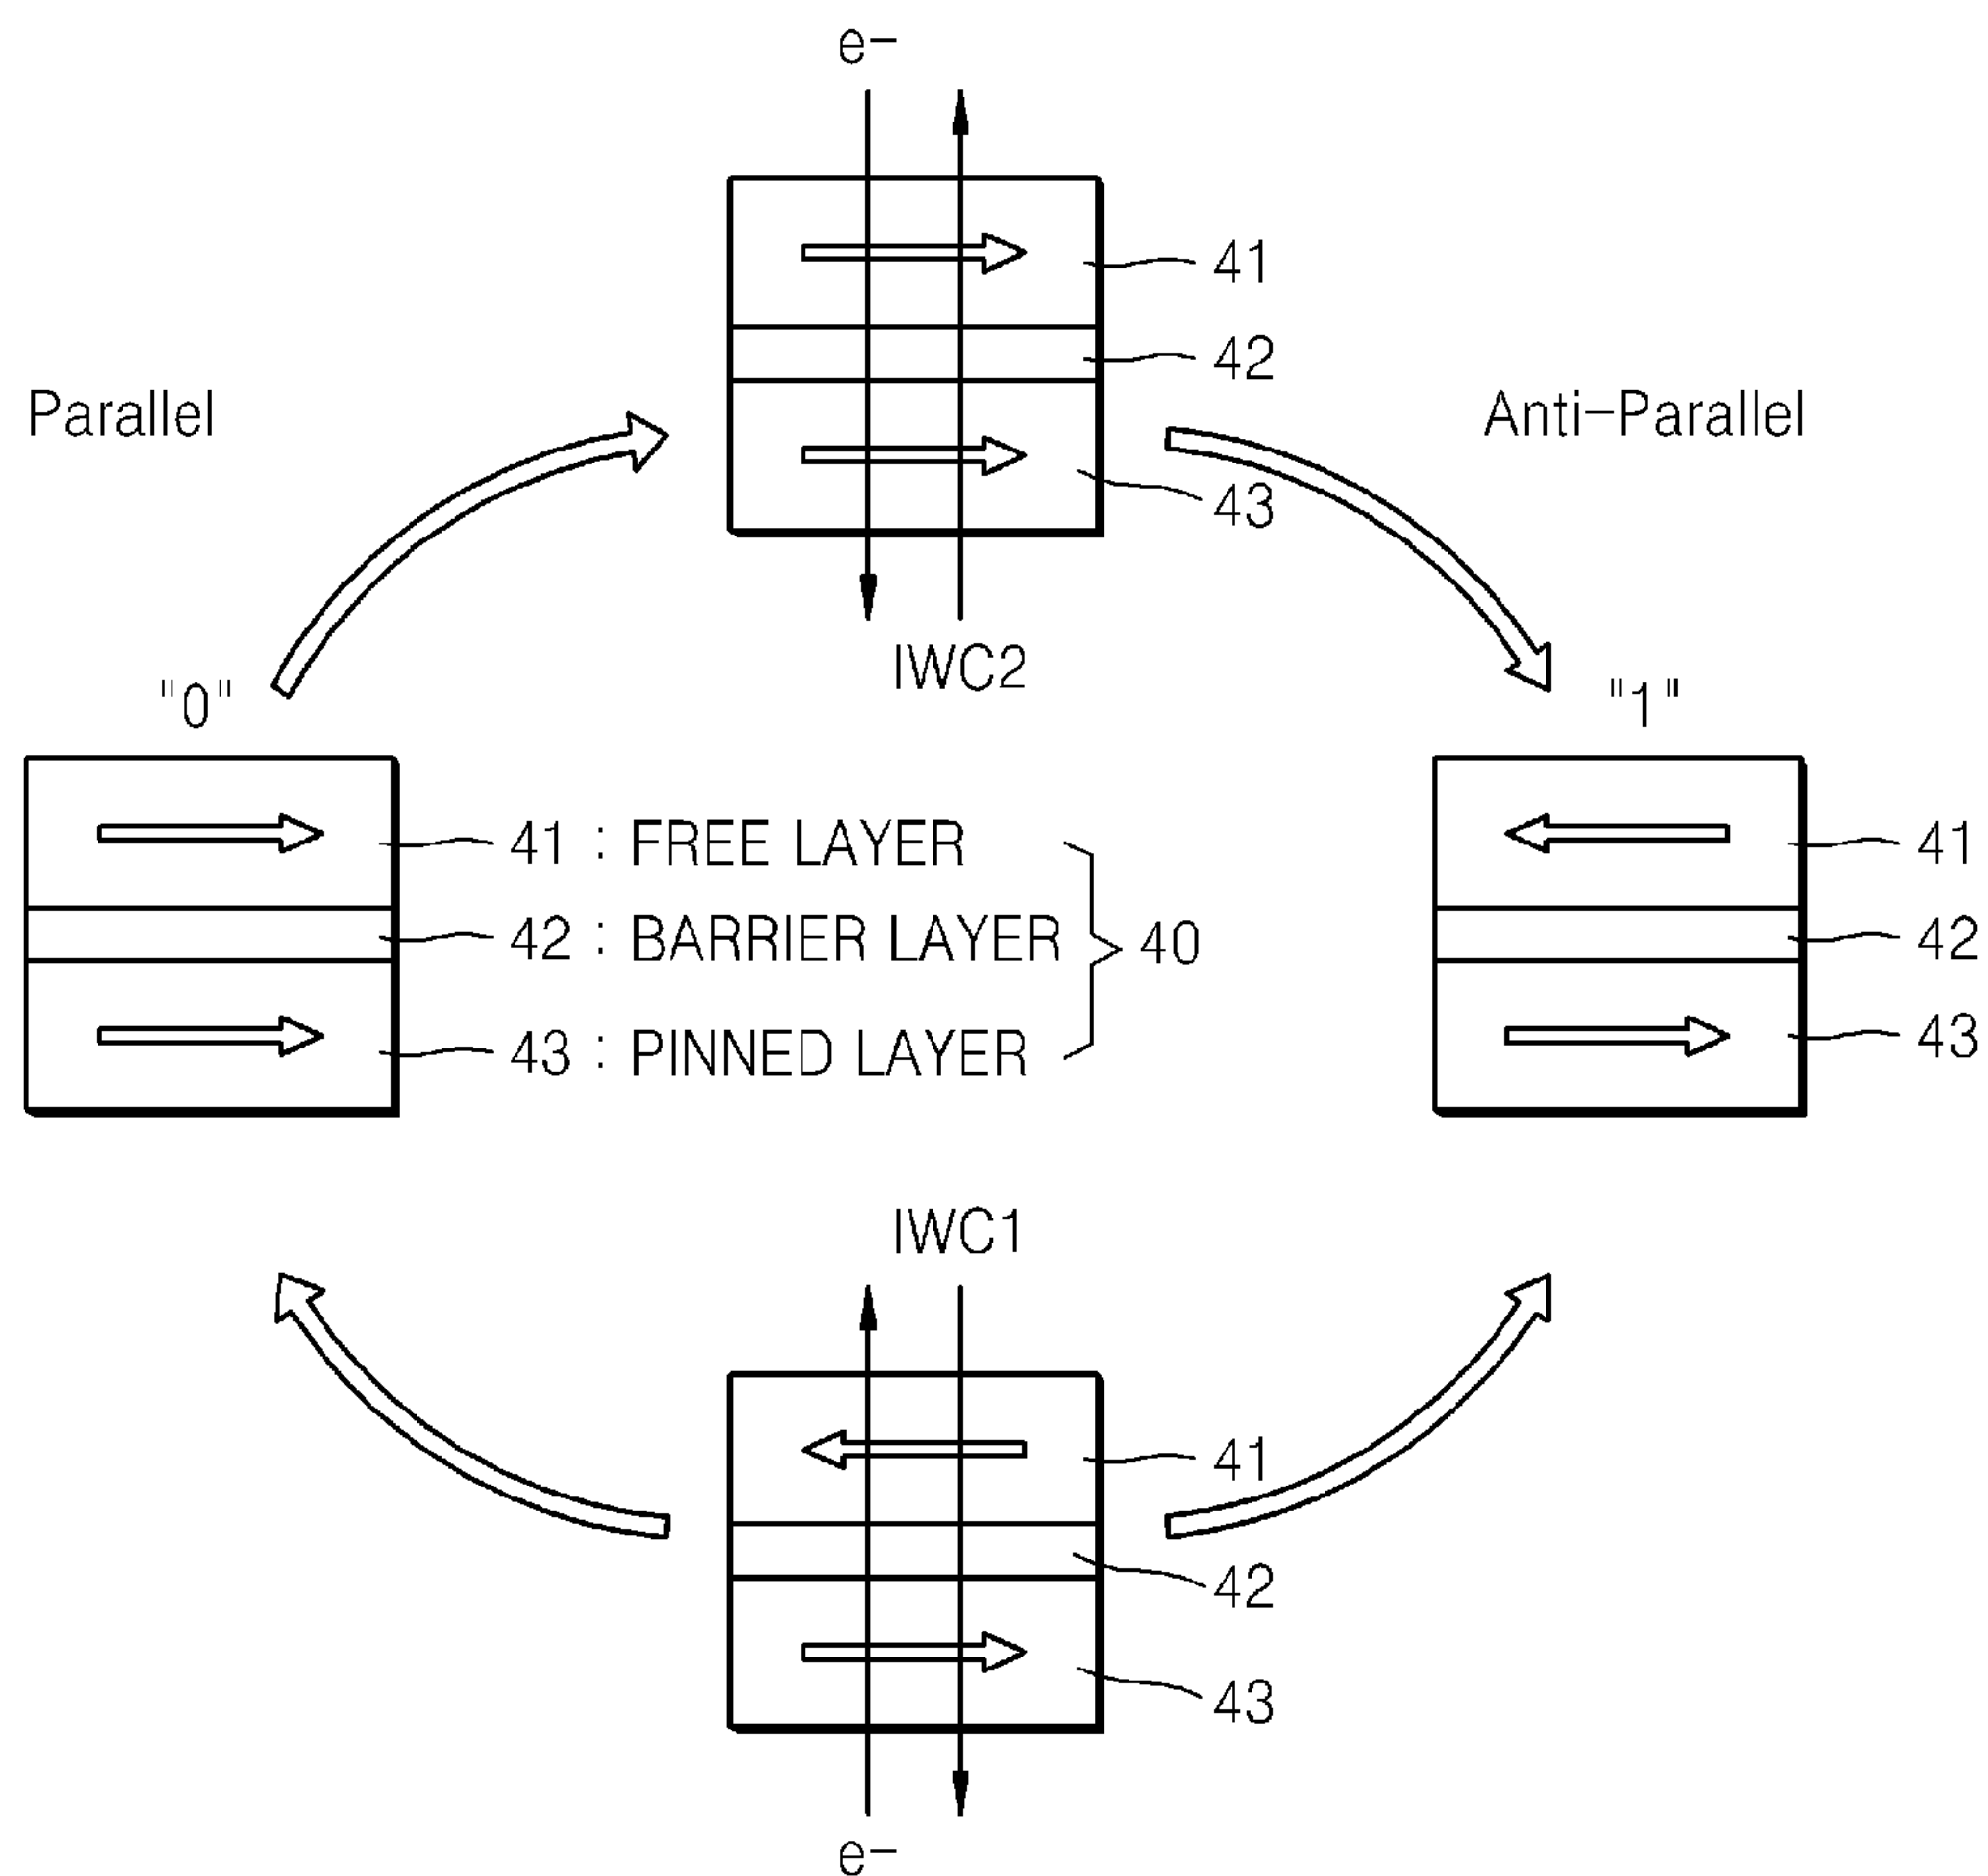 e-
41
42
Parallel
Anti-Parallel
43
IWC2
"0"
"1"
41 : FREE LAYER
42 : BARRIER LAYER
40
43 : PINNED LAYER
41
42
43
IWC1
41
42
43
e-